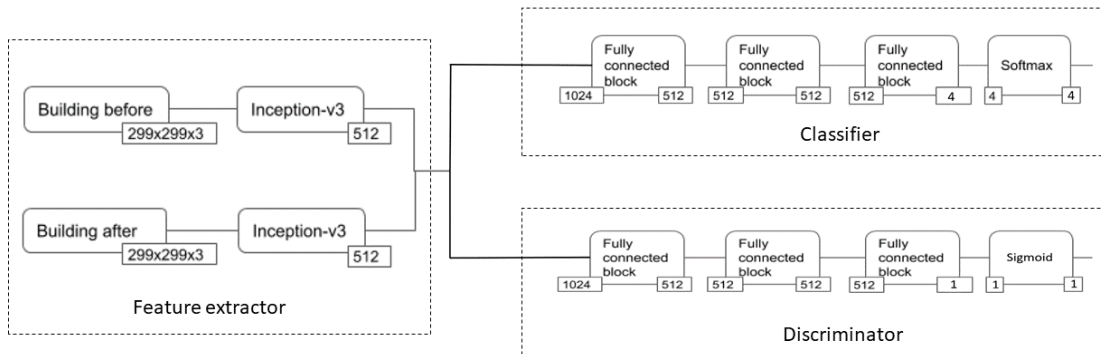 Building before
299x299x3
Inception-v3
512
Building after
299x299x3
Inception-v3
512
Feature extractor
Fully
connected
block
1024
512
Fully
connected
block
512
512
Fully
connected
block
512
4
Softmax
4
4
Classifier
Fully
connected
block
1024
512
Fully
connected
block
512
512
Fully
connected
block
512
1
Sigmoid
1
1
Discriminator